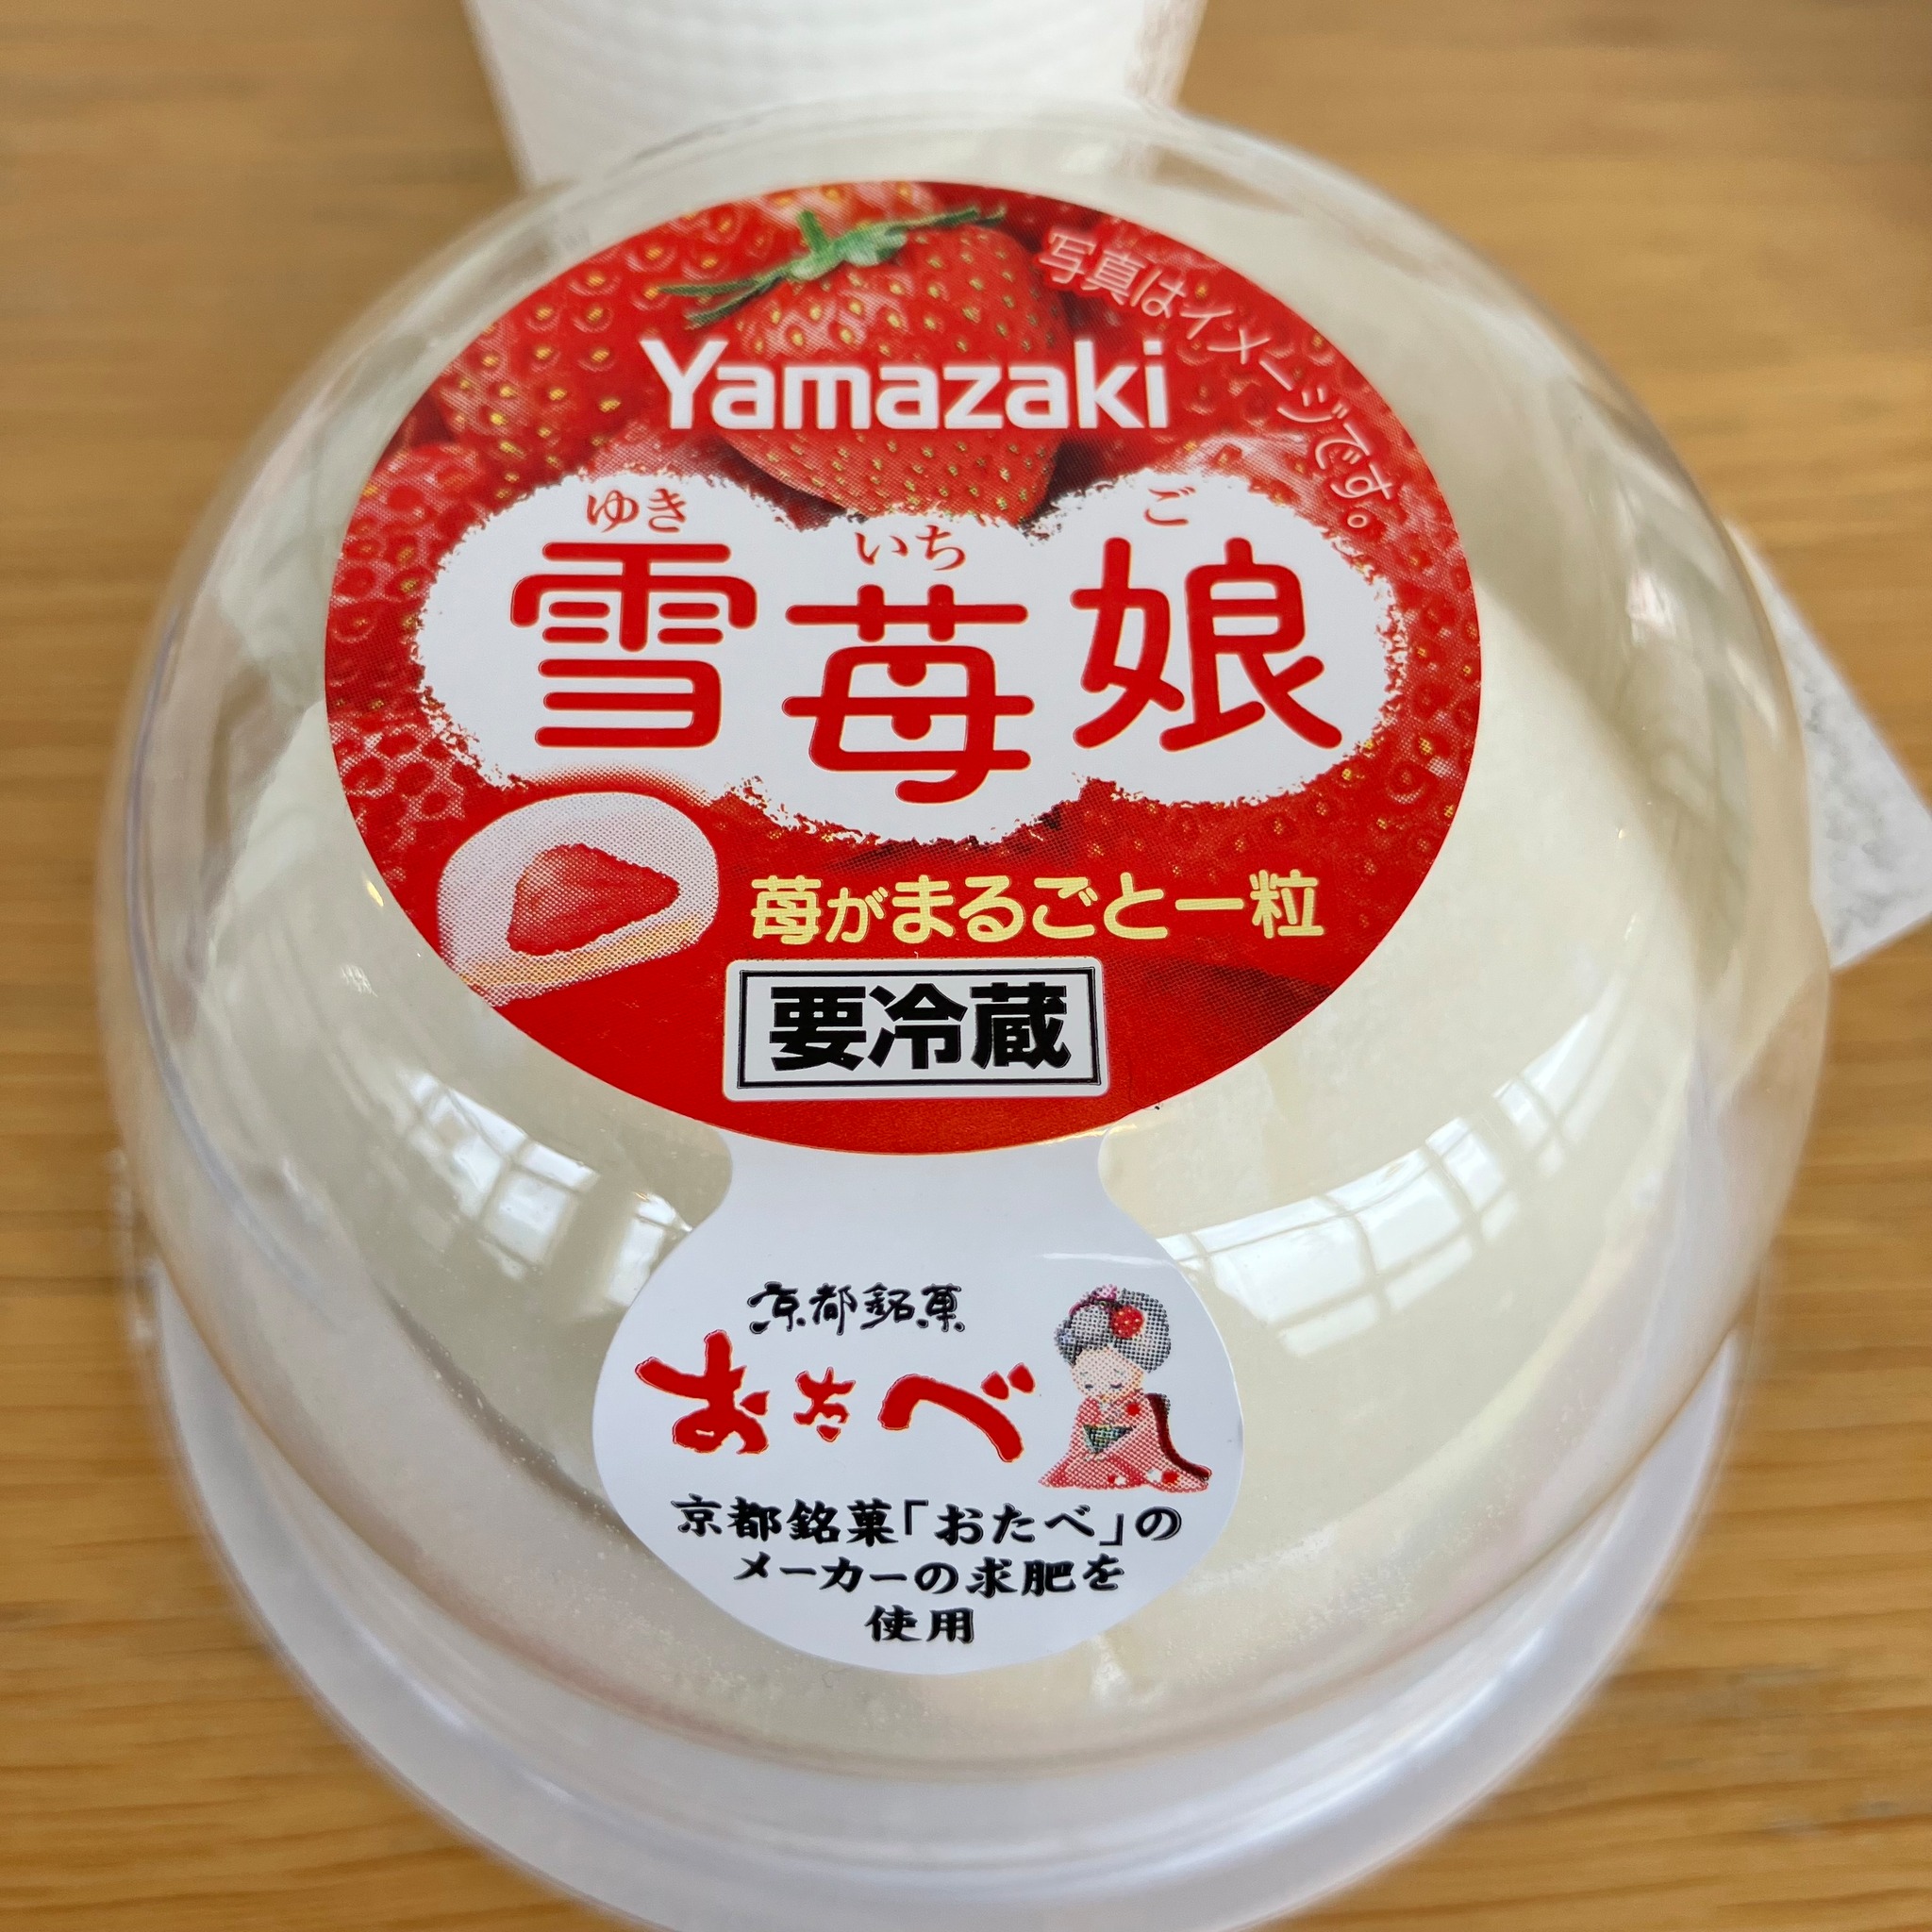 写真はイメージです。
Yamazaki
ゆき いち ご
雪苺娘
苺がまるごと一粒
要冷蔵
京都銘菓
おたべ
京都銘菓「おたべ」の
メーカーの求肥を
使用